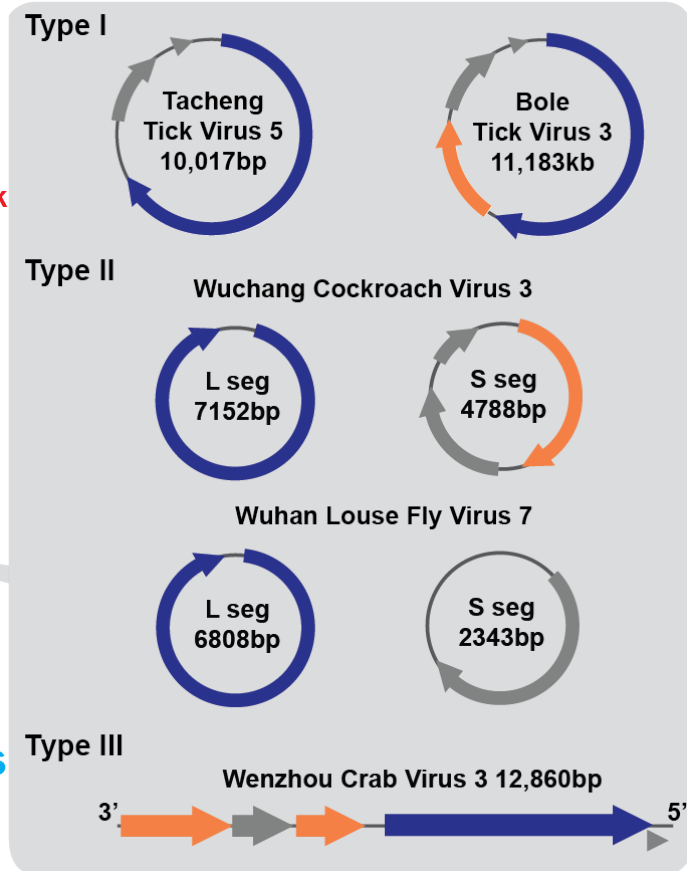 Type I
Tacheng
Tick Virus 5
10,017bp
Bole
Tick Virus 3
11,183kb
k
Type II
Wuchang Cockroach Virus 3
L seg
7152bp
S seg
4788bp
Wuhan Louse Fly Virus 7
L seg
6808bp
S seg
2343bp
Type III
s
Wenzhou Crab Virus 3 12,860bp
3’
5’